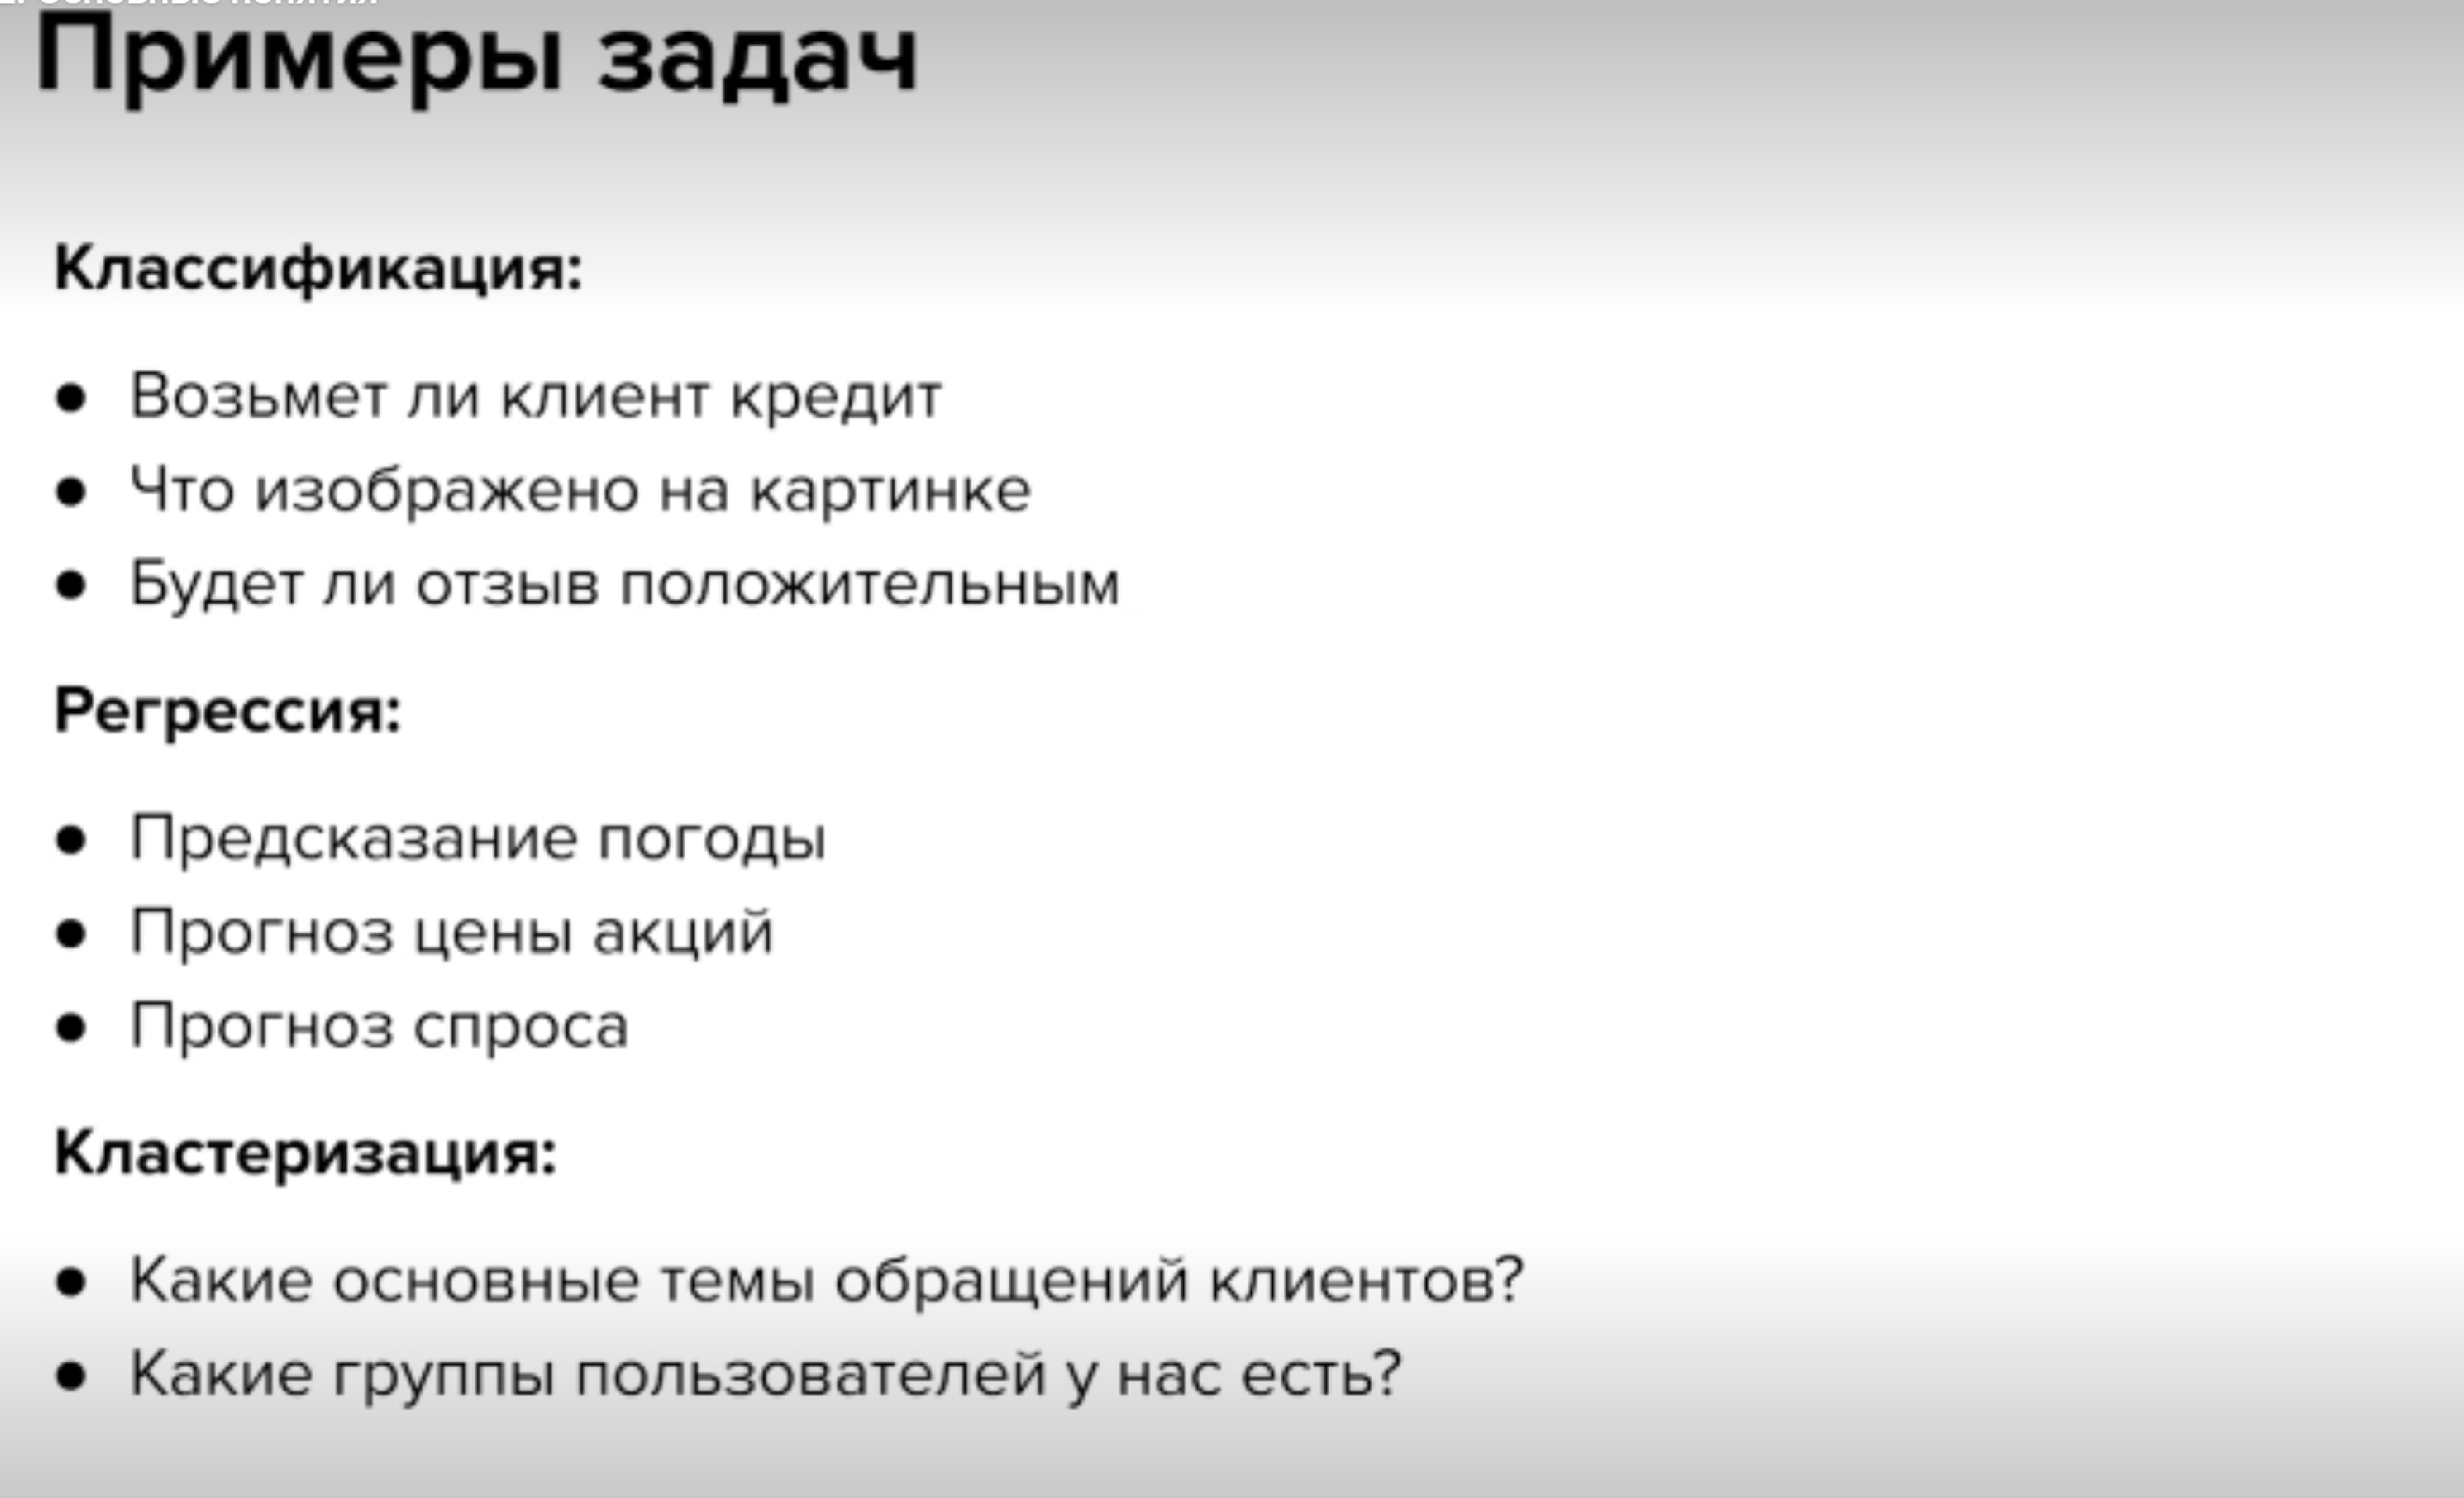 Примеры задач
Классификация:
● Возьмет ли клиент кредит
● Что изображено на картинке
● Будет ли отзыв положительным
Регрессия:
● Предсказание погоды
● Прогноз цены акций
● Прогноз спроса
Кластеризация:
● Какие основные темы обращений клиентов?
● Какие группы пользователей у нас есть?